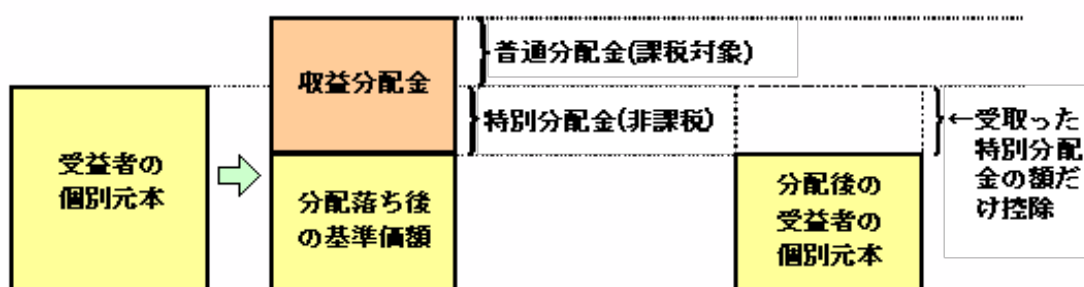 受益者の
個別元本
収益分配金
分配落ち後
の基準価額
普通分配金(課税対象)
特別分配金(非課税)
分配後の
受益者の
個別元本
←受取った
特別分配
金の額だ
け控除